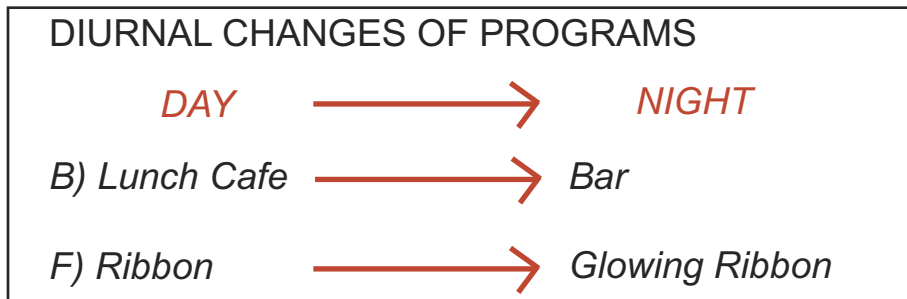 DIURNAL CHANGES OF PROGRAMS
DAY NIGHT
B) Lunch Cafe Bar
F) Ribbon Glowing Ribbon